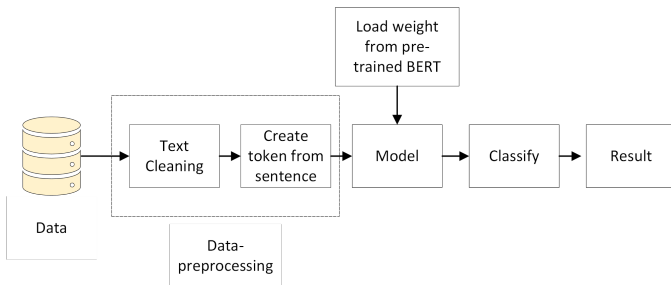 Load weight
from pre-
trained BERT
Text
Cleaning
Create
token from
sentence
Model
Classify
Result
Data
Data-
preprocessing